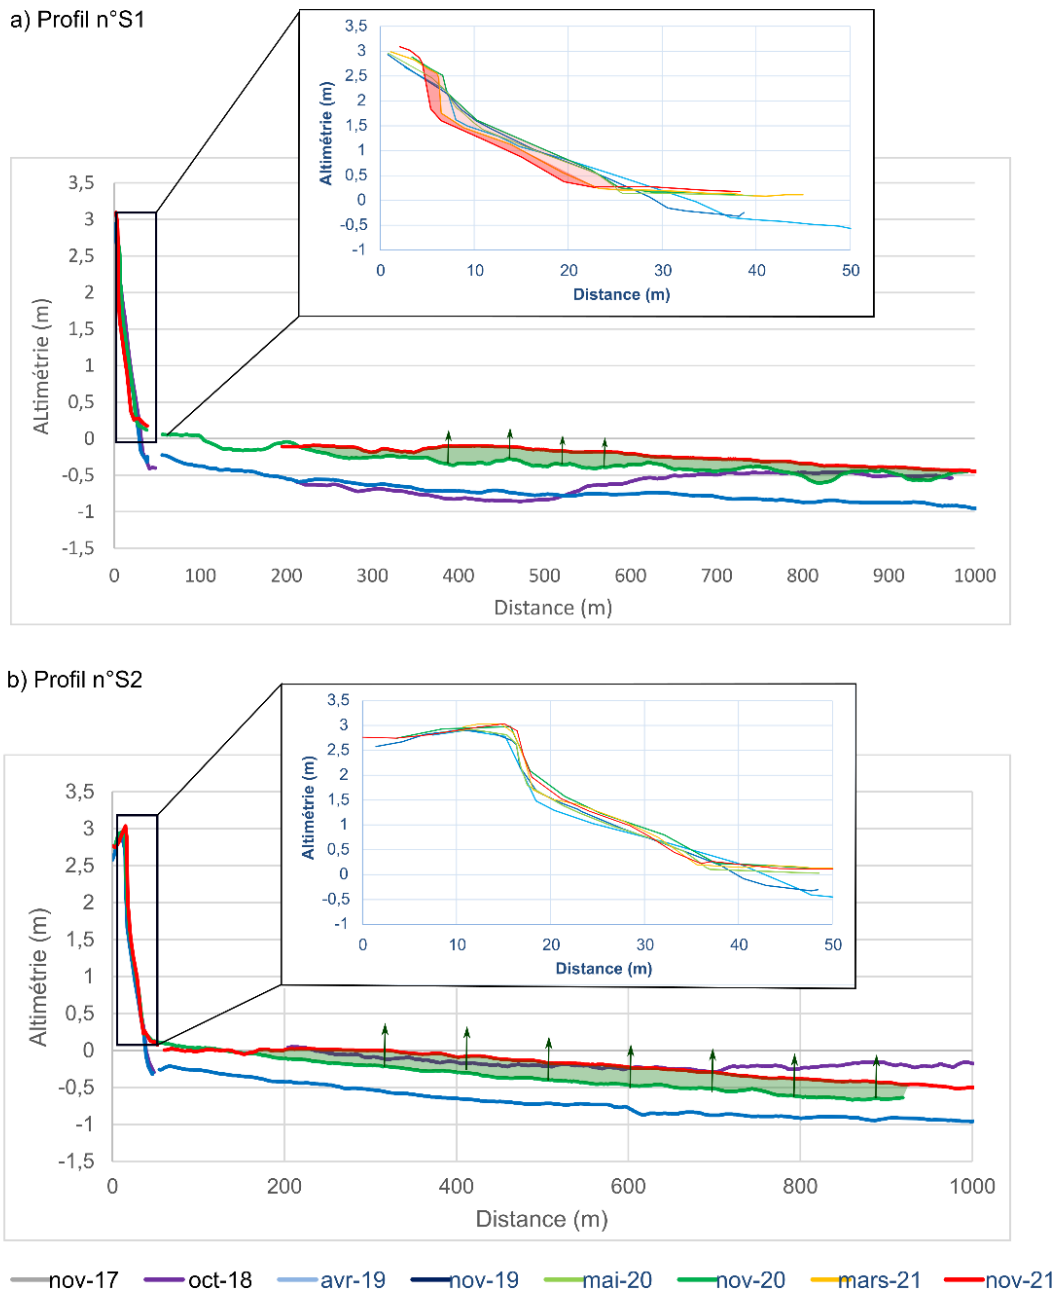 a) Profil n°S1
3,5
3
2,5
2
1,5
1
0,5
0
-0,5
-1
Altimétrie (m)
0 10 20 30 40 50
Distance (m)
3,5
3
2,5
2
1,5
1
0,5
0
-0,5
-1
-1,5
ALtimétrie (m)
0 100 200 300 400 500 600 700 800 900 1000
Distance (m)
b) Profil n°S2
3,5
3
2,5
2
1,5
1
0,5
0
-0,5
-1
Altimétrie (m)
0 10 20 30 40 50
Distance (m)
3,5
3
2,5
2
1,5
1
0,5
0
-0,5
-1
-1,5
Altimétrie (m)
0 200 400 600 800 1000
Distance (m)
nov-17 oct-18 avr-19 nov-19 mai-20 nov-20 mars-21 nov-21